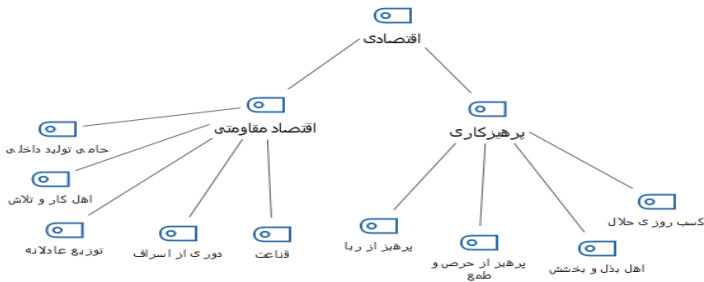 اقتصادی
پرهیزکاری
اقتصاد مقاومتی
حامی تولید داخلی
اهل کار و تلاش
توزیع عادلانه
دوری از اسراف
قناعت
پرهیز از ربا
پرهیز از حرص و
طمع
اهل بذل و بخشش
کسب روزی حلال